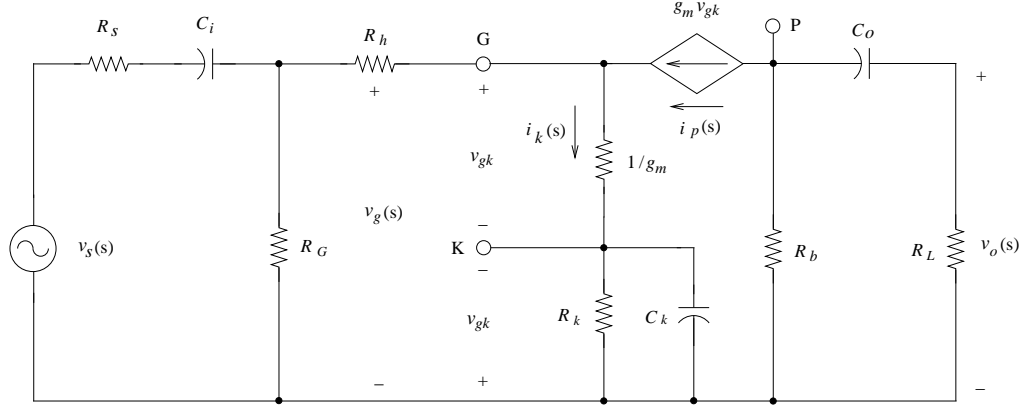 g_m v_gk
R_s
C_i
R_h
G
P
C_o
+
+
+
i_k(s)
i_p(s)
v_gk
1/g_m
v_g(s)
v_s(s)
R_G
−
K
−
R_b
R_L
v_o(s)
v_gk
R_k
C_k
−
+
−